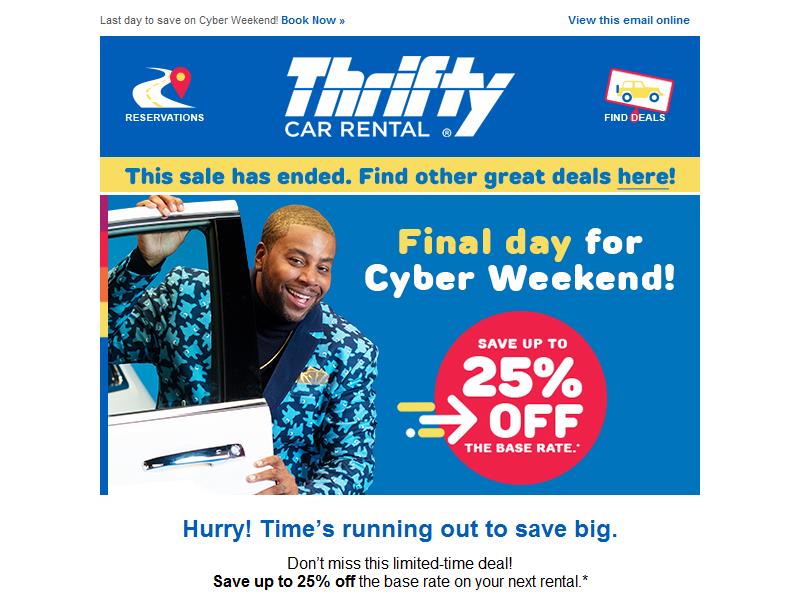 Last day to save on Cyber Weekend! Book Now »
View this email online
RESERVATIONS
Thrifty
CAR RENTAL ®
FIND DEALS
This sale has ended. Find other great deals here!
Final day for
Cyber Weekend!
SAVE UP TO
25%
OFF
THE BASE RATE.*
Hurry! Time’s running out to save big.
Don’t miss this limited-time deal!
Save up to 25% off the base rate on your next rental.*